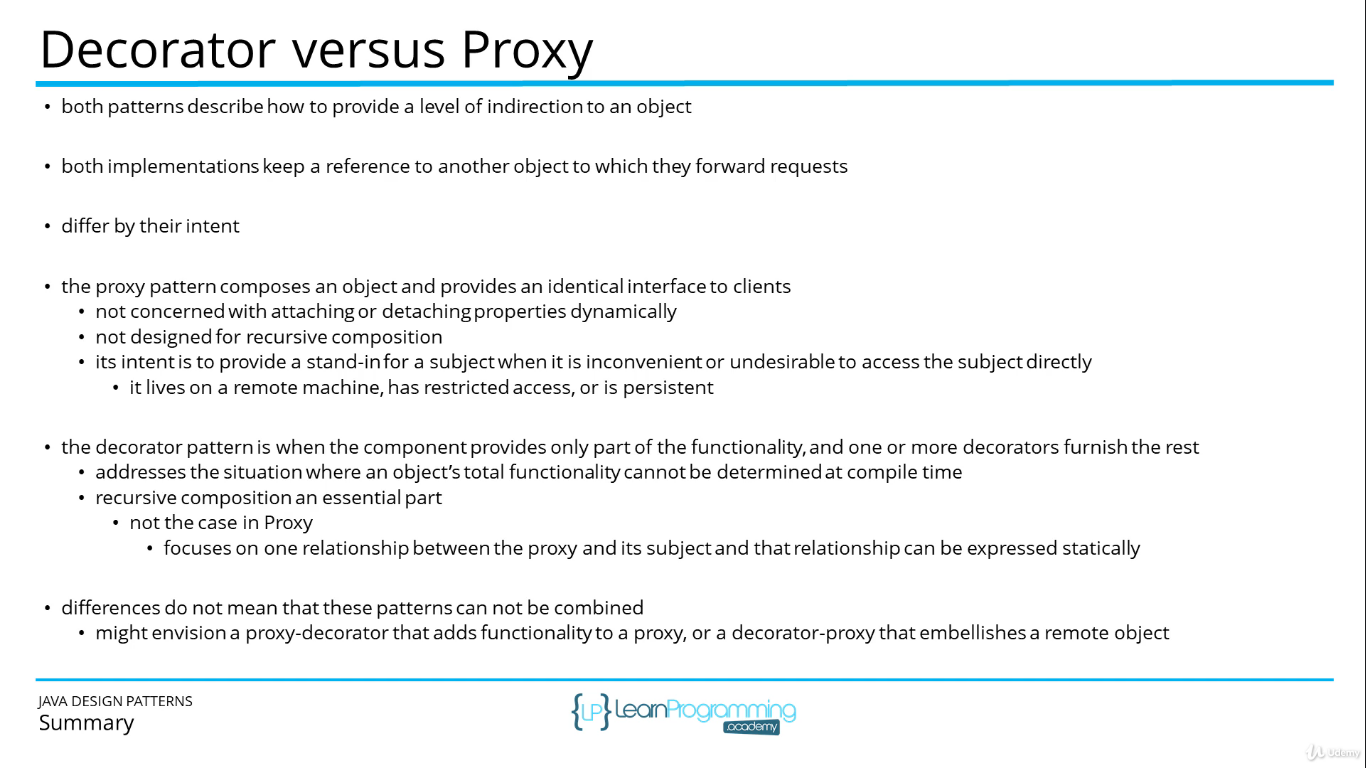 Decorator versus Proxy
• both patterns describe how to provide a level of indirection to an object
• both implementations keep a reference to another object to which they forward requests
• differ by their intent
• the proxy pattern composes an object and provides an identical interface to clients
• not concerned with attaching or detaching properties dynamically
• not designed for recursive composition
• its intent is to provide a stand-in for a subject when it is inconvenient or undesirable to access the subject directly
• it lives on a remote machine, has restricted access, or is persistent
• the decorator pattern is when the component provides only part of the functionality, and one or more decorators furnish the rest
• addresses the situation where an object’s total functionality cannot be determined at compile time
• recursive composition an essential part
• not the case in Proxy
• focuses on one relationship between the proxy and its subject and that relationship can be expressed statically
• differences do not mean that these patterns can not be combined
• might envision a proxy-decorator that adds functionality to a proxy, or a decorator-proxy that embellishes a remote object
JAVA DESIGN PATTERNS
Summary
{LP} LearnProgramming
.academy
Udemy